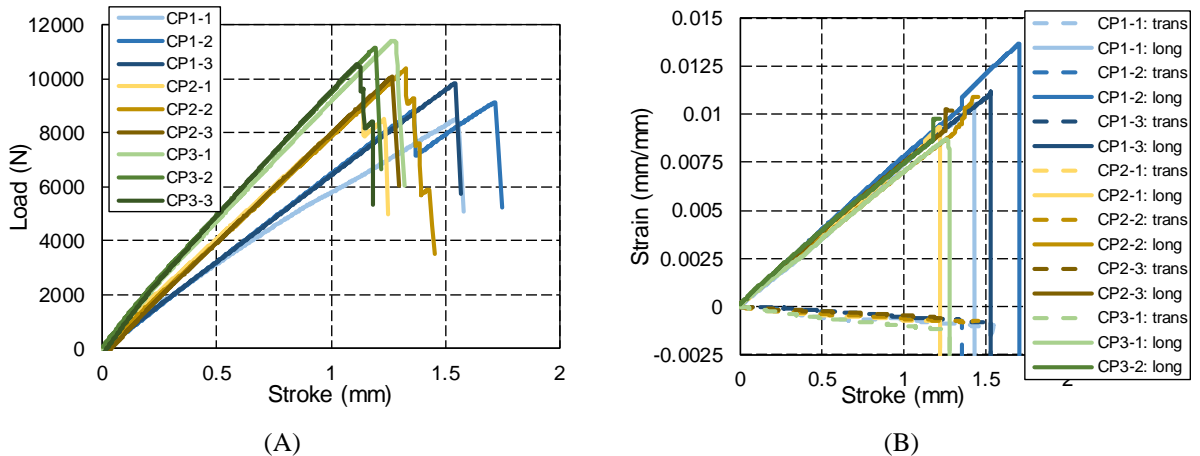 CP1-1
CP1-2
CP1-3
CP2-1
CP2-2
CP2-3
CP3-1
CP3-2
CP3-3
12000
10000
8000
6000
4000
2000
0
Load (N)
0 0.5 1 1.5 2
Stroke (mm)
(A)
0.015
0.0125
0.01
0.0075
0.005
0.0025
0
-0.0025
Strain (mm/mm)
0 0.5 1 1.5 2
Stroke (mm)
CP1-1: trans
CP1-1: long
CP1-2: trans
CP1-2: long
CP1-3: trans
CP1-3: long
CP2-1: trans
CP2-1: long
CP2-2: trans
CP2-2: long
CP2-3: trans
CP2-3: long
CP3-1: trans
CP3-1: long
CP3-2: long
(B)